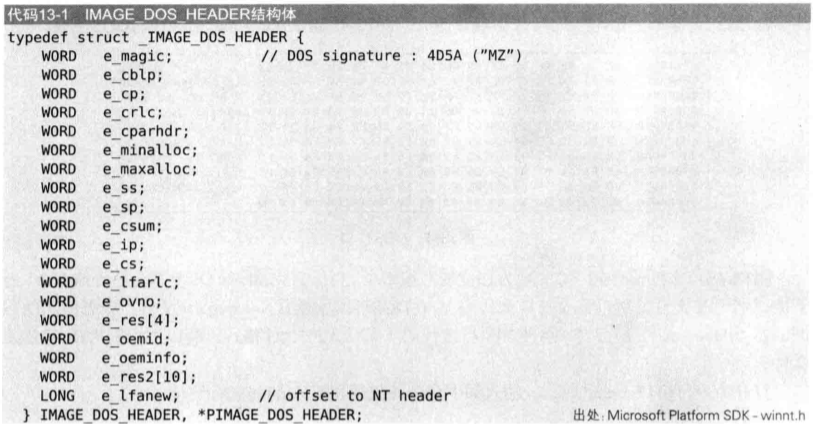 代码13-1 IMAGE_DOS_HEADER结构体
typedef struct _IMAGE_DOS_HEADER {
WORD e_magic; // DOS signature : 4D5A ("MZ")
WORD e_cblp;
WORD e_cp;
WORD e_crlc;
WORD e_cparhdr;
WORD e_minalloc;
WORD e_maxalloc;
WORD e_ss;
WORD e_sp;
WORD e_csum;
WORD e_ip;
WORD e_cs;
WORD e_lfarlc;
WORD e_ovno;
WORD e_res[4];
WORD e_oemid;
WORD e_oeminfo;
WORD e_res2[10];
LONG e_lfanew; // offset to NT header
} IMAGE_DOS_HEADER, *PIMAGE_DOS_HEADER;
出处：Microsoft Platform SDK - winnt.h